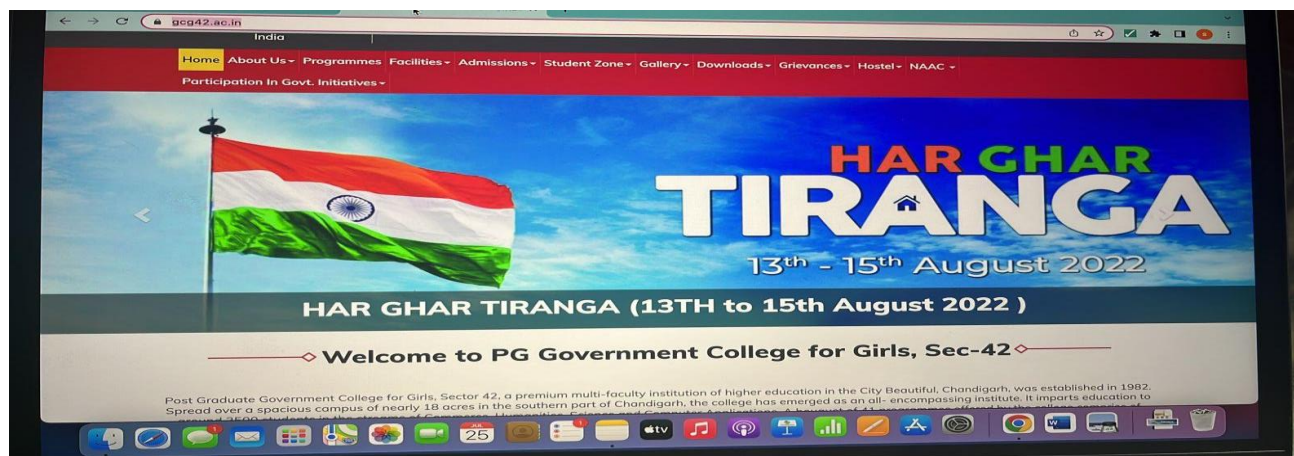 gcg42.ac.in
India
Home About Us Programmes Facilities Admissions Student Zone Gallery Downloads Grievances Hostel NAAC
Participation In Govt. Initiatives
HAR GHAR
TIRANGA
13th - 15th August 2022
HAR GHAR TIRANGA (13TH to 15th August 2022 )
Welcome to PG Government College for Girls, Sec-42
Post Graduate Government College for Girls, Sector 42, a premium multi-faculty institution of higher education in the City Beautiful, Chandigarh, was established in 1982.
Spread over a spacious campus of nearly 18 acres in the southern part of Chandigarh, the college has emerged as an all- encompassing institute. It imparts education to
JUL
25
tv